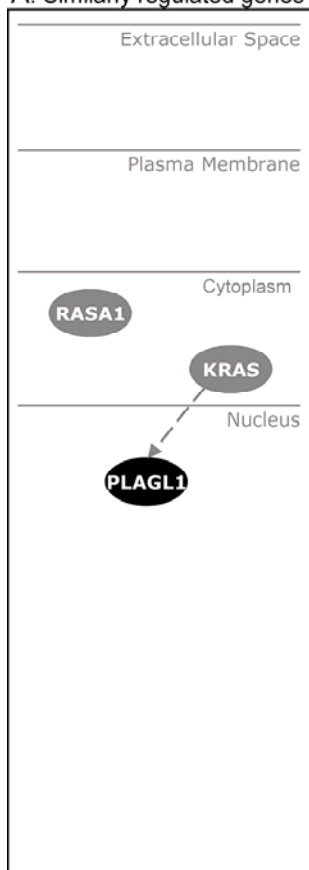 A. Similarly regulated genes
Extracellular Space
Plasma Membrane
Cytoplasm
RASA1
KRAS
Nucleus
PLAGL1